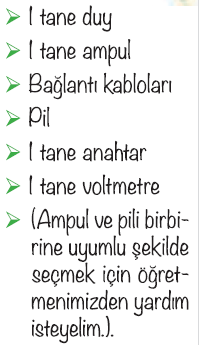 1 tane duy
1 tane ampul
Bağlantı kabloları
Pil
1 tane anahtar
1 tane voltmetre
(Ampul ve pili birbi-
rine uyumlu şekilde
seçmek için öğret-
menimizden yardım
isteyelim.).